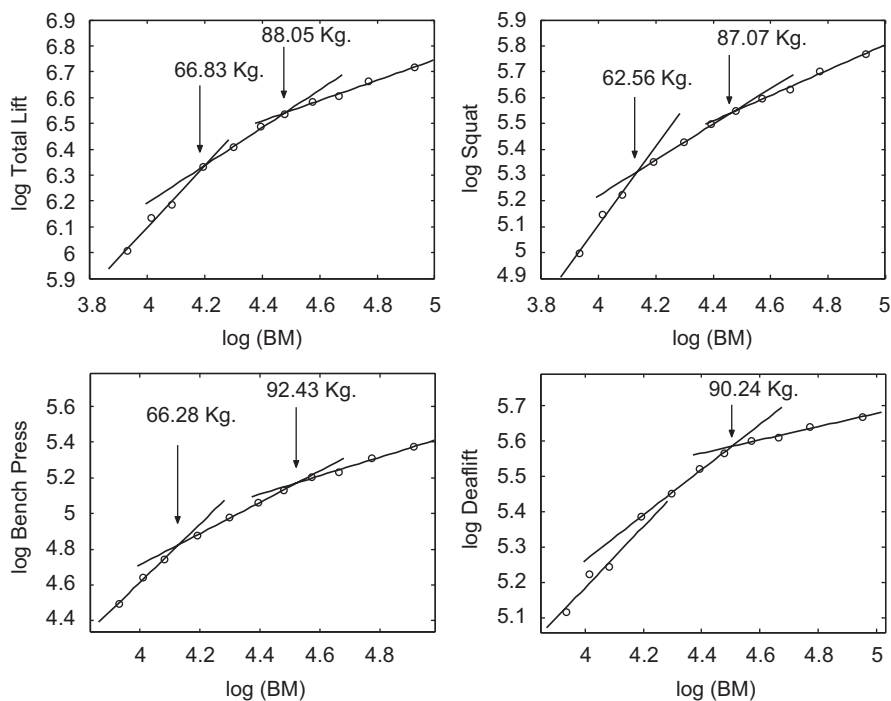 6.9
6.8
6.7
6.6
6.5
6.4
6.3
6.2
6.1
6
5.9
log Total Lift
66.83 Kg.
88.05 Kg.
3.8 4 4.2 4.4 4.6 4.8 5
log (BM)
5.9
5.8
5.7
5.6
5.5
5.4
5.3
5.2
5.1
5
4.9
log Squat
62.56 Kg.
87.07 Kg.
3.8 4 4.2 4.4 4.6 4.8 5
log (BM)
5.6
5.4
5.2
5
4.8
4.6
4.4
log Bench Press
66.28 Kg.
92.43 Kg.
4 4.2 4.4 4.6 4.8
log (BM)
5.7
5.6
5.5
5.4
5.3
5.2
5.1
log Deaflift
90.24 Kg.
4 4.2 4.4 4.6 4.8 5
log (BM)